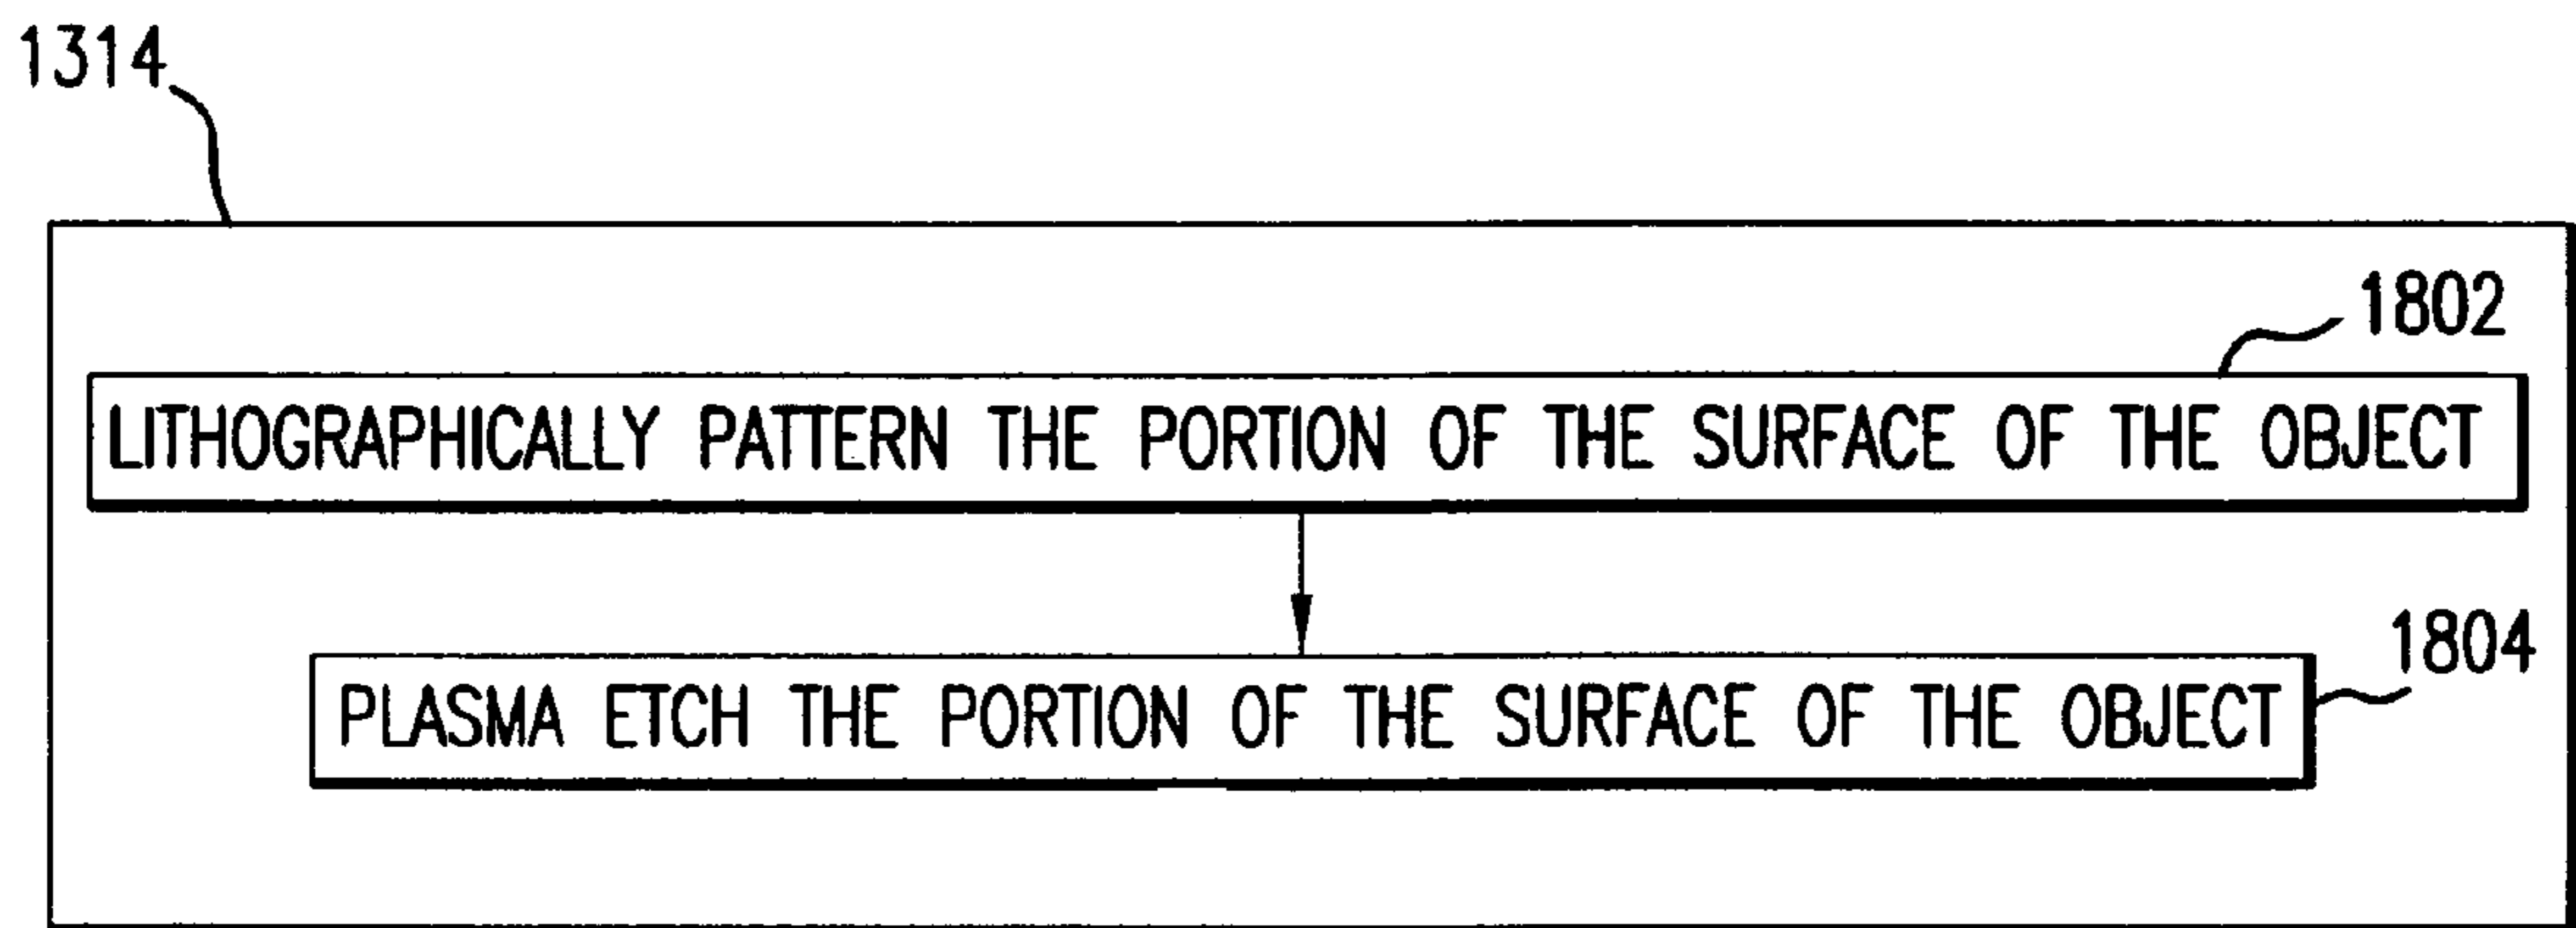 1314
1802
LITHOGRAPHICALLY PATTERN THE PORTION OF THE SURFACE OF THE OBJECT
1804
PLASMA ETCH THE PORTION OF THE SURFACE OF THE OBJECT